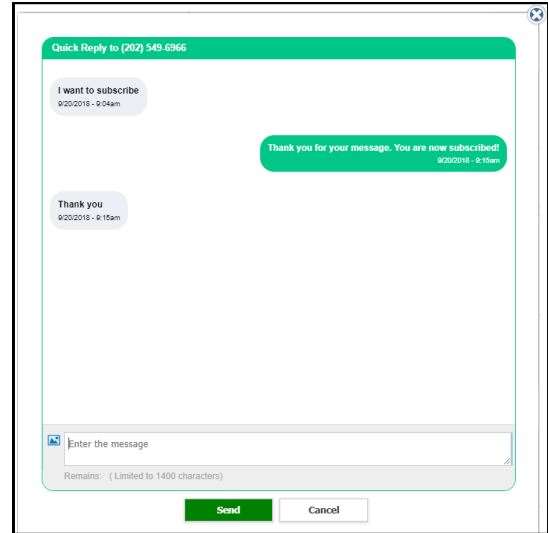 Quick Reply to (202) 549-6966
I want to subscribe
9/20/2018 - 9:04am
Thank you for your message. You are now subscribed!
9/20/2018 - 9:15am
Thank you
9/20/2018 - 9:15am
Enter the message
Remains: ( Limited to 1400 characters)
Send Cancel